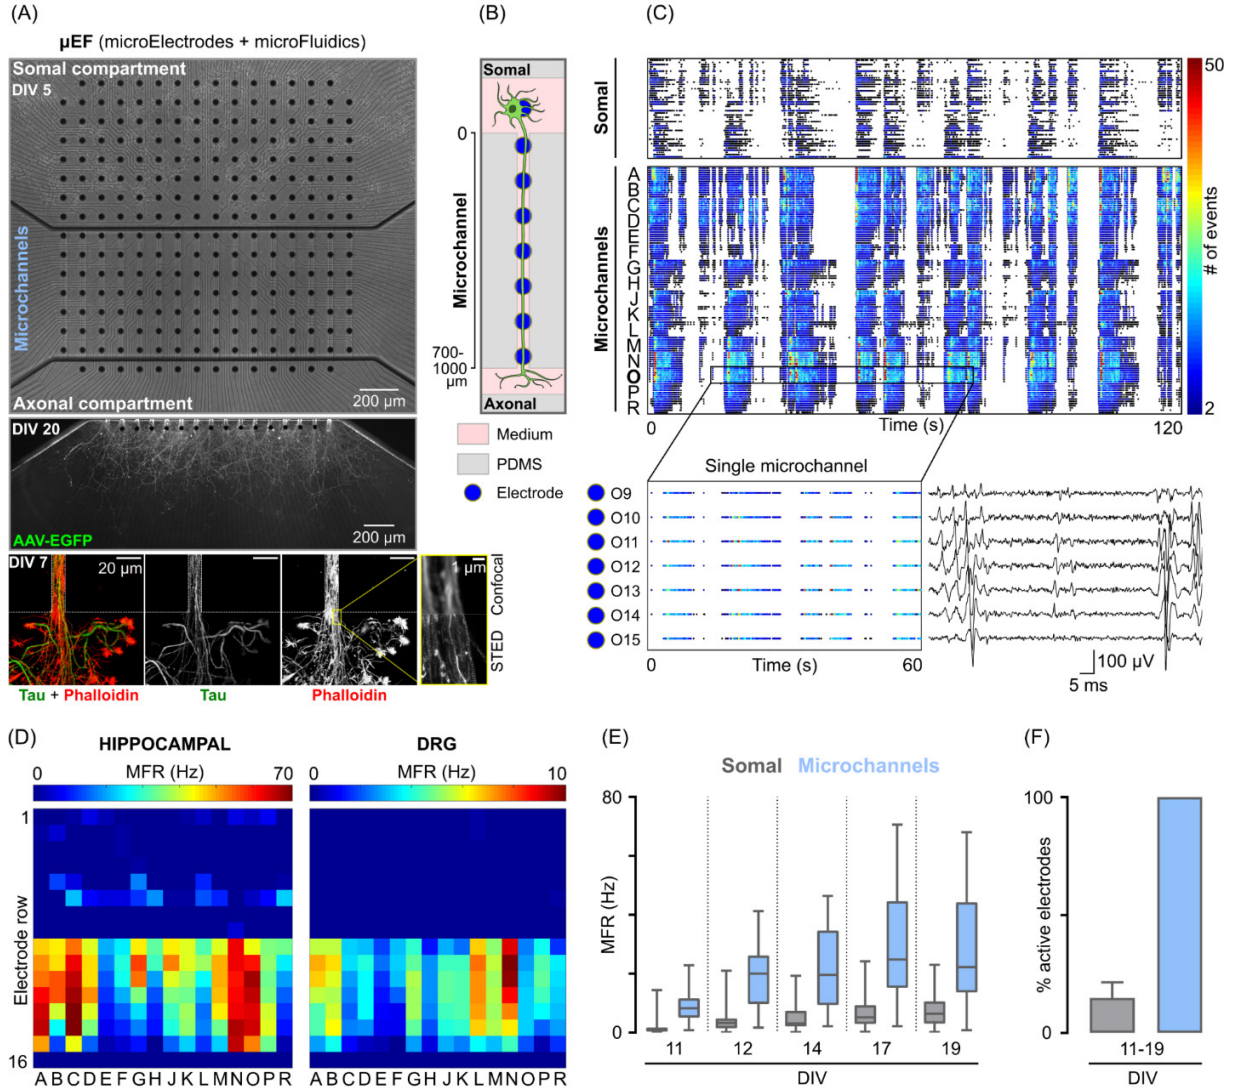 (A)
µEF (microElectrodes + microFluidics)
Somal compartment
DIV 5
Microchannels
Axonal compartment
200 µm
DIV 20
AAV-EGFP
200 µm
DIV 7
20 µm
1 µm
Confocal
STED
Tau + Phalloidin
Tau
Phalloidin
(B)
Somal
0
Microchannel
700-
1000
µm
Axonal
Medium
PDMS
Electrode
(C)
Somal
Microchannels
A
B
C
D
E
F
G
H
J
K
L
M
N
O
P
R
0
Time (s)
120
50
# of events
2
Single microchannel
O9
O10
O11
O12
O13
O14
O15
0
Time (s)
60
100 µV
5 ms
(D)
HIPPOCAMPAL
0 MFR (Hz) 70
DRG
0 MFR (Hz) 10
1
Electrode row
16
A B C D E F G H J K L M N O P R
A B C D E F G H J K L M N O P R
(E)
Somal Microchannels
80
40
0
MFR (Hz)
11 12 14 17 19
DIV
(F)
100
% active electrodes
0
11-19
DIV